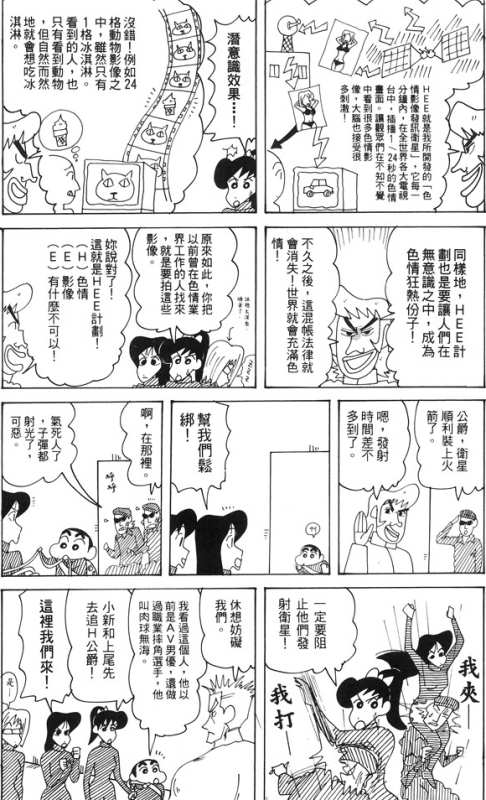 HEE就是我所開發的「色
情影像發訊衛星」，它每一
分鐘內，在全世界各大電視
台中，插播1／24秒的色情
畫面。讓觀眾們在不知不覺
中看到很多色情影
像，大腦也接受很
多刺激！
潛意識效果…！
沒錯！例如24
格動物影像之
中，雖然只有
1格冰淇淋。
看到的人，也
只有看到動物
，但自然而然
地就會想吃冰
淇淋。
同樣地，HEE計
劃也是要讓人們在
無意識之中，成為
色情狂熱份子！
不久之後，這混帳法律就
會消失！世界就會充滿色
情！
原來如此，你把
以前曾在色情業
界工作的人找來
，就是要拍這些
影像。
妳說對了！
這就是HEE計劃！
（H）色情
（E）影像
（E）有什麼不可以！
公爵，衛星
順利裝上火
箭了。
嗯，發射
時間差不
多到了。
幫我們鬆
綁！
啊，在那裡。
呼呼
氣死人了
，子彈都
射光了，
可惡。
我夾
我打
一定要阻
止他們發
射衛星！
休想妨礙
我們。
我看過這個人，他以
前是AV男優，還做
過職業摔角選手，他
叫肉球無海。
小新和上尾先
去追H公爵！
這裡我們來！
是